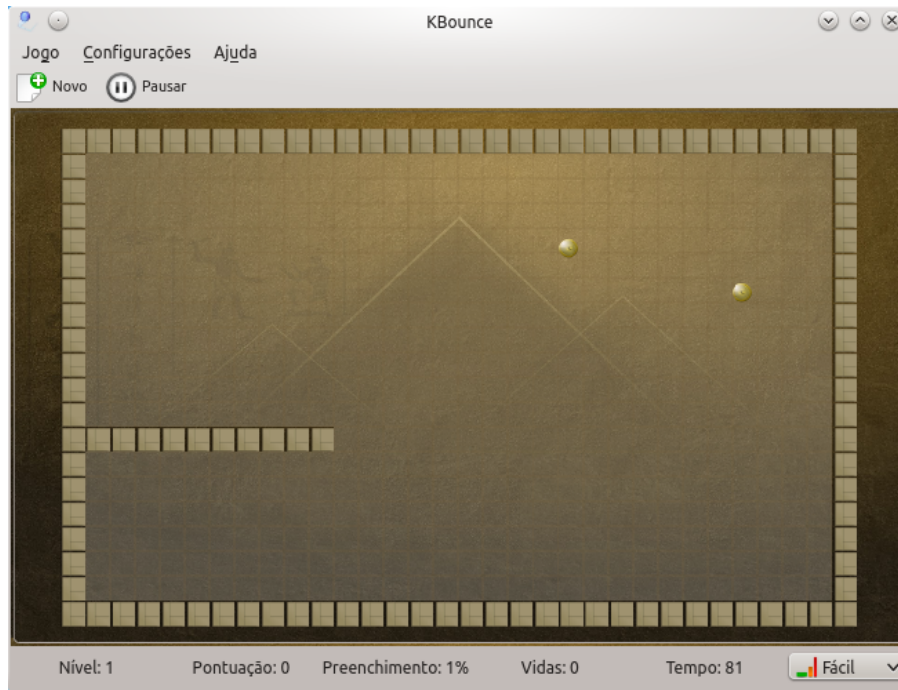 KBounce
Jogo Configurações Ajuda
Novo Pausar
Nível: 1 Pontuação: 0 Preenchimento: 1% Vidas: 0 Tempo: 81 Fácil